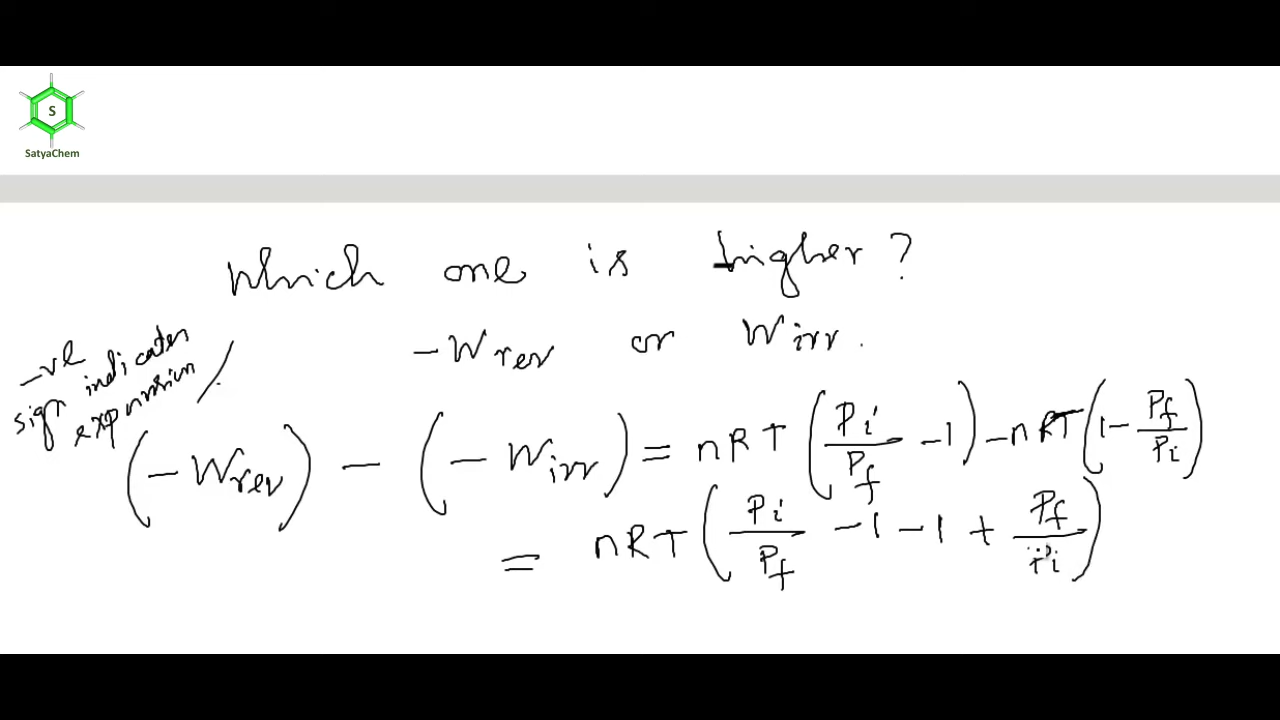 S
SatyaChem
Which one is higher?
-Wrev or Wirr.
-ve
sign indicates
expansion
(-Wrev) - (-Wirr) = nRT (Pi/Pf -1) -nRT (1- Pf/Pi)
= nRT (Pi/Pf -1 -1 + Pf/Pi)